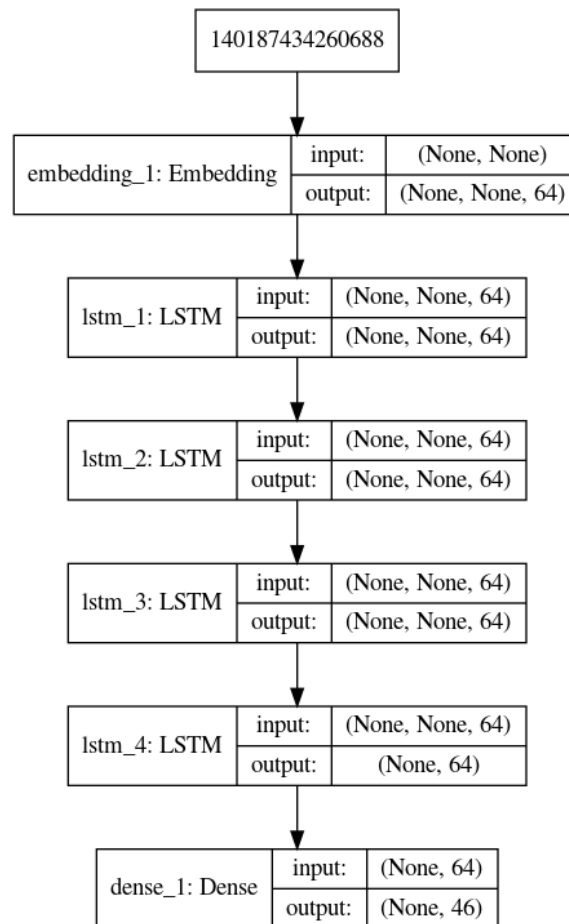 140187434260688
embedding_1: Embedding
input: (None, None)
output: (None, None, 64)
lstm_1: LSTM
input: (None, None, 64)
output: (None, None, 64)
lstm_2: LSTM
input: (None, None, 64)
output: (None, None, 64)
lstm_3: LSTM
input: (None, None, 64)
output: (None, None, 64)
lstm_4: LSTM
input: (None, None, 64)
output: (None, 64)
dense_1: Dense
input: (None, 64)
output: (None, 46)